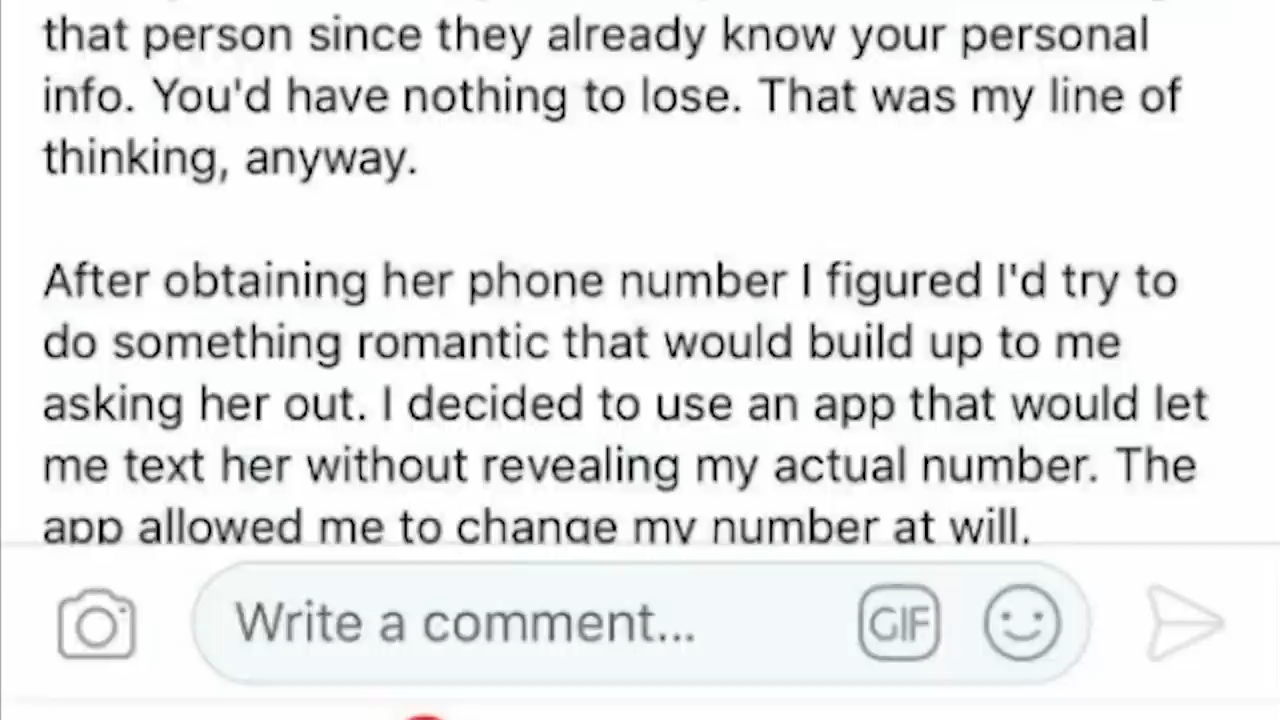 that person since they already know your personal
info. You'd have nothing to lose. That was my line of
thinking, anyway.
After obtaining her phone number I figured I'd try to
do something romantic that would build up to me
asking her out. I decided to use an app that would let
me text her without revealing my actual number. The
app allowed me to change my number at will.
Write a comment...
GIF